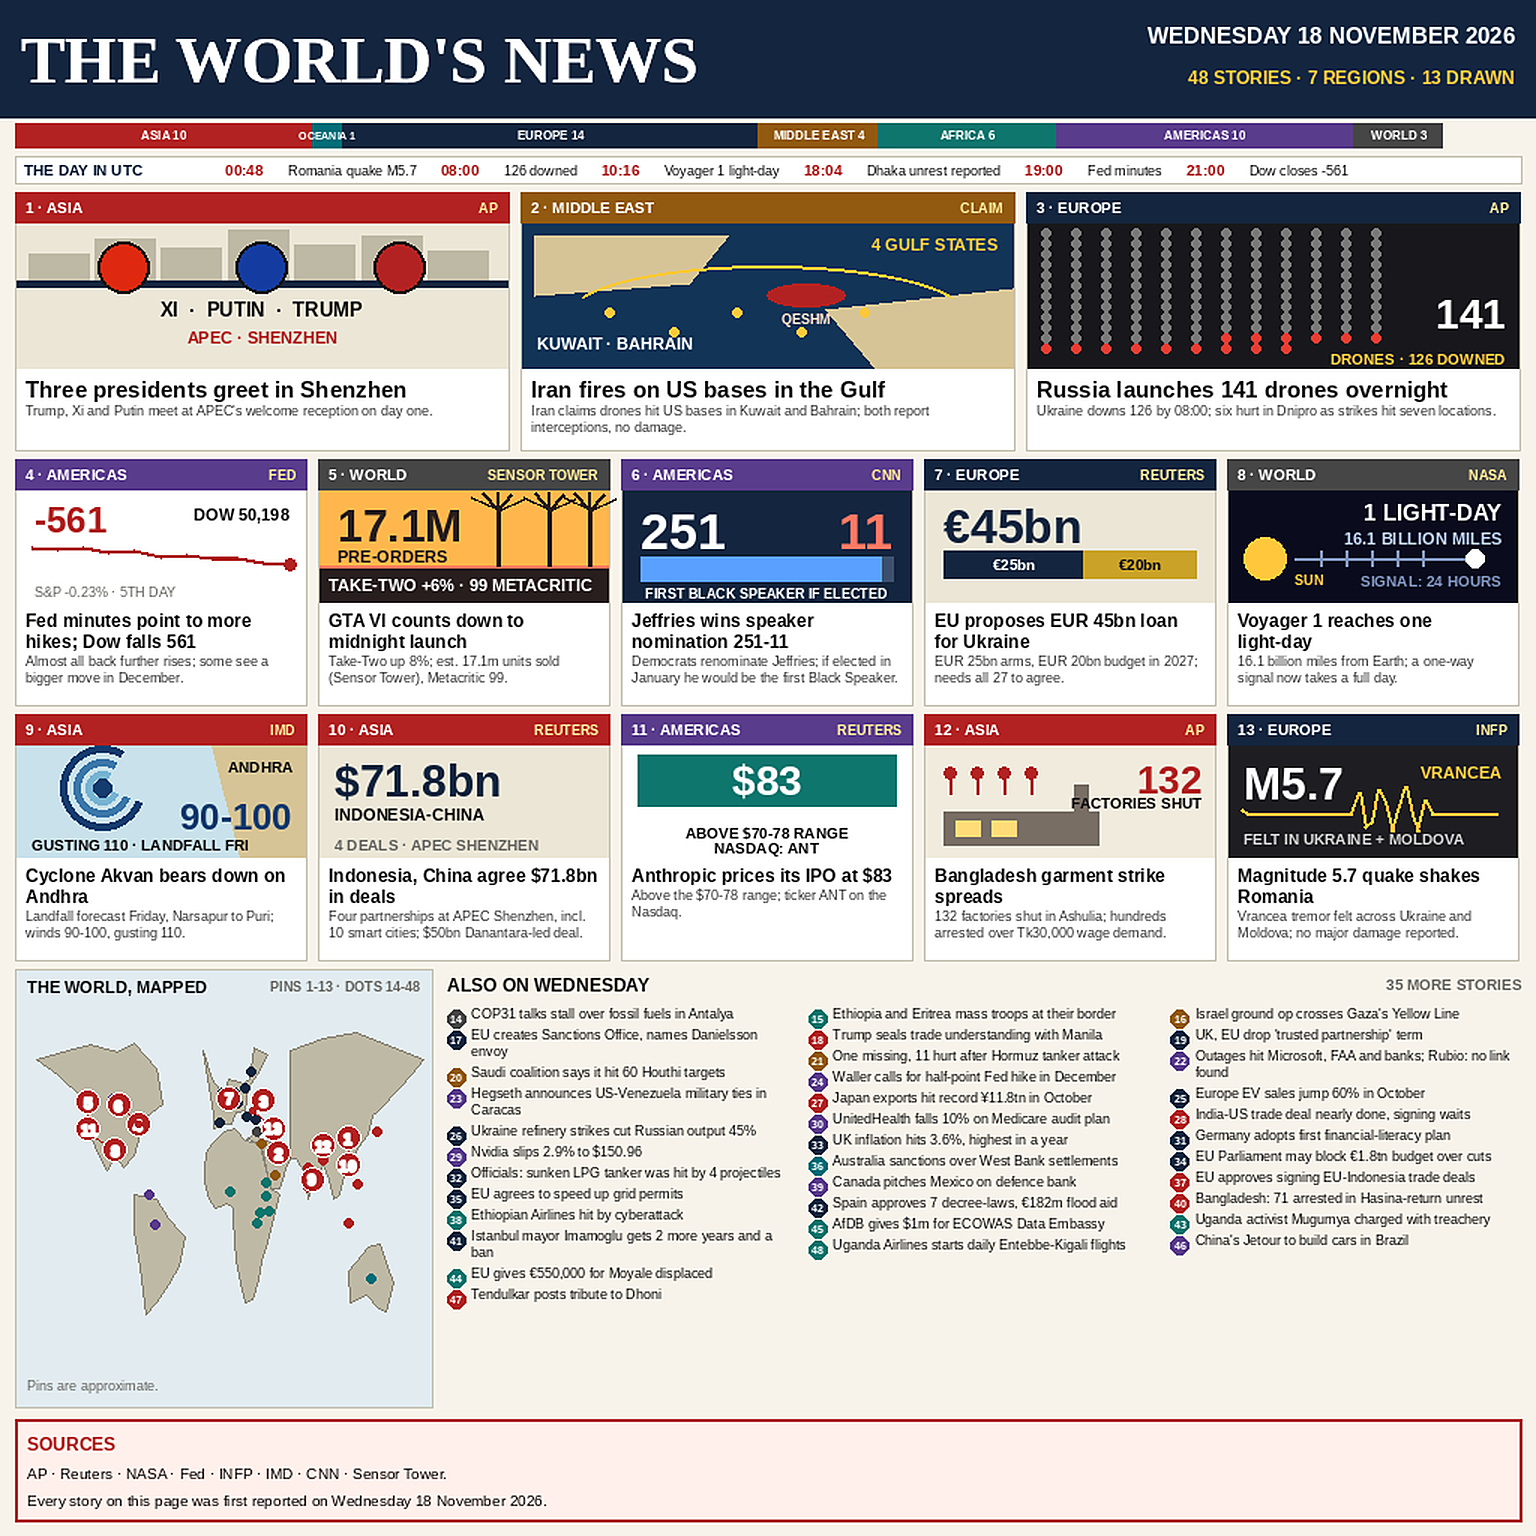 THE WORLD'S NEWS
WEDNESDAY 18 NOVEMBER 2026
48 STORIES · 7 REGIONS · 13 DRAWN
ASIA 10
OCEANIA 1
EUROPE 14
MIDDLE EAST 4
AFRICA 6
AMERICAS 10
WORLD 3
THE DAY IN UTC
00:48 Romania quake M5.7
08:00 126 downed
10:16 Voyager 1 light-day
18:04 Dhaka unrest reported
19:00 Fed minutes
21:00 Dow closes -561
1 · ASIA
AP
XI · PUTIN · TRUMP
APEC · SHENZHEN
Three presidents greet in Shenzhen
Trump, Xi and Putin meet at APEC's welcome reception on day one.
2 · MIDDLE EAST
CLAIM
4 GULF STATES
QESHM
KUWAIT · BAHRAIN
Iran fires on US bases in the Gulf
Iran claims drones hit US bases in Kuwait and Bahrain; both report
interceptions, no damage.
3 · EUROPE
AP
141
DRONES · 126 DOWNED
Russia launches 141 drones overnight
Ukraine downs 126 by 08:00; six hurt in Dnipro as strikes hit seven locations.
4 · AMERICAS
FED
-561
DOW 50,198
S&P -0.23% · 5TH DAY
Fed minutes point to more
hikes; Dow falls 561
Almost all back further rises; some see a
bigger move in December.
5 · WORLD
SENSOR TOWER
17.1M
PRE-ORDERS
TAKE-TWO +6% · 99 METACRITIC
GTA VI counts down to
midnight launch
Take-Two up 8%; est. 17.1m units sold
(Sensor Tower), Metacritic 99.
6 · AMERICAS
CNN
251
11
FIRST BLACK SPEAKER IF ELECTED
Jeffries wins speaker
nomination 251-11
Democrats renominate Jeffries; if elected in
January he would be the first Black Speaker.
7 · EUROPE
REUTERS
€45bn
€25bn
€20bn
EU proposes EUR 45bn loan
for Ukraine
EUR 25bn arms, EUR 20bn budget in 2027;
needs all 27 to agree.
8 · WORLD
NASA
1 LIGHT-DAY
16.1 BILLION MILES
SUN
SIGNAL: 24 HOURS
Voyager 1 reaches one
light-day
16.1 billion miles from Earth; a one-way
signal now takes a full day.
9 · ASIA
IMD
ANDHRA
90-100
GUSTING 110 · LANDFALL FRI
Cyclone Akvan bears down on
Andhra
Landfall forecast Friday, Narsapur to Puri;
winds 90-100, gusting 110.
10 · ASIA
REUTERS
$71.8bn
INDONESIA-CHINA
4 DEALS · APEC SHENZHEN
Indonesia, China agree $71.8bn
in deals
Four partnerships at APEC Shenzhen, incl.
10 smart cities; $50bn Danantara-led deal.
11 · AMERICAS
REUTERS
$83
ABOVE $70-78 RANGE
NASDAQ: ANT
Anthropic prices its IPO at $83
Above the $70-78 range; ticker ANT on the
Nasdaq.
12 · ASIA
AP
132
FACTORIES SHUT
Bangladesh garment strike
spreads
132 factories shut in Ashulia; hundreds
arrested over Tk30,000 wage demand.
13 · EUROPE
INFP
M5.7
VRANCEA
FELT IN UKRAINE + MOLDOVA
Magnitude 5.7 quake shakes
Romania
Vrancea tremor felt across Ukraine and
Moldova; no major damage reported.
THE WORLD, MAPPED
PINS 1-13 · DOTS 14-48
7
2
1
Pins are approximate.
ALSO ON WEDNESDAY
35 MORE STORIES
14 COP31 talks stall over fossil fuels in Antalya
17 EU creates Sanctions Office, names Danielsson
envoy
20 Saudi coalition says it hit 60 Houthi targets
23 Hegseth announces US-Venezuela military ties in
Caracas
26 Ukraine refinery strikes cut Russian output 45%
29 Nvidia slips 2.9% to $150.96
32 Officials: sunken LPG tanker was hit by 4 projectiles
35 EU agrees to speed up grid permits
38 Ethiopian Airlines hit by cyberattack
41 Istanbul mayor Imamoglu gets 2 more years and a
ban
44 EU gives €550,000 for Moyale displaced
47 Tendulkar posts tribute to Dhoni
15 Ethiopia and Eritrea mass troops at their border
18 Trump seals trade understanding with Manila
21 One missing, 11 hurt after Hormuz tanker attack
24 Waller calls for half-point Fed hike in December
27 Japan exports hit record ¥11.8tn in October
30 UnitedHealth falls 10% on Medicare audit plan
33 UK inflation hits 3.6%, highest in a year
36 Australia sanctions over West Bank settlements
39 Canada pitches Mexico on defence bank
42 Spain approves 7 decree-laws, €182m flood aid
45 AfDB gives $1m for ECOWAS Data Embassy
48 Uganda Airlines starts daily Entebbe-Kigali flights
16 Israel ground op crosses Gaza's Yellow Line
19 UK, EU drop 'trusted partnership' term
22 Outages hit Microsoft, FAA and banks; Rubio: no link
found
25 Europe EV sales jump 60% in October
28 India-US trade deal nearly done, signing waits
31 Germany adopts first financial-literacy plan
34 EU Parliament may block €1.8tn budget over cuts
37 EU approves signing EU-Indonesia trade deals
40 Bangladesh: 71 arrested in Hasina-return unrest
43 Uganda activist Mugumya charged with treachery
46 China's Jetour to build cars in Brazil
SOURCES
AP · Reuters · NASA · Fed · INFP · IMD · CNN · Sensor Tower.
Every story on this page was first reported on Wednesday 18 November 2026.